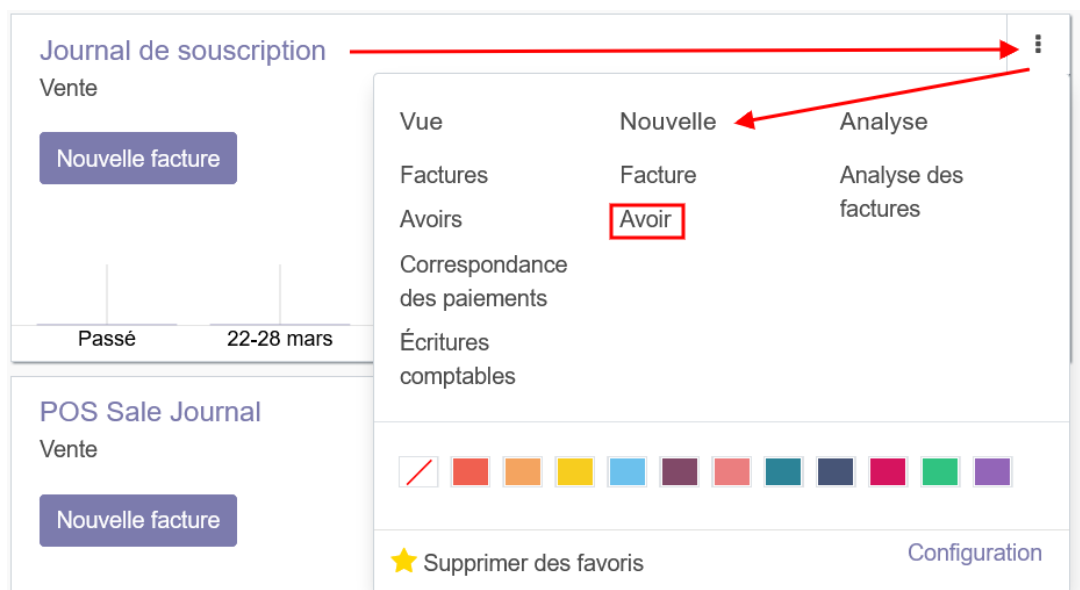 Journal de souscription
Vente
Nouvelle facture
Passé
22-28 mars
Vue
Factures
Avoirs
Correspondance
des paiements
Écritures
comptables
Nouvelle
Facture
Avoir
Analyse
Analyse des
factures
POS Sale Journal
Vente
Nouvelle facture
Supprimer des favoris
Configuration